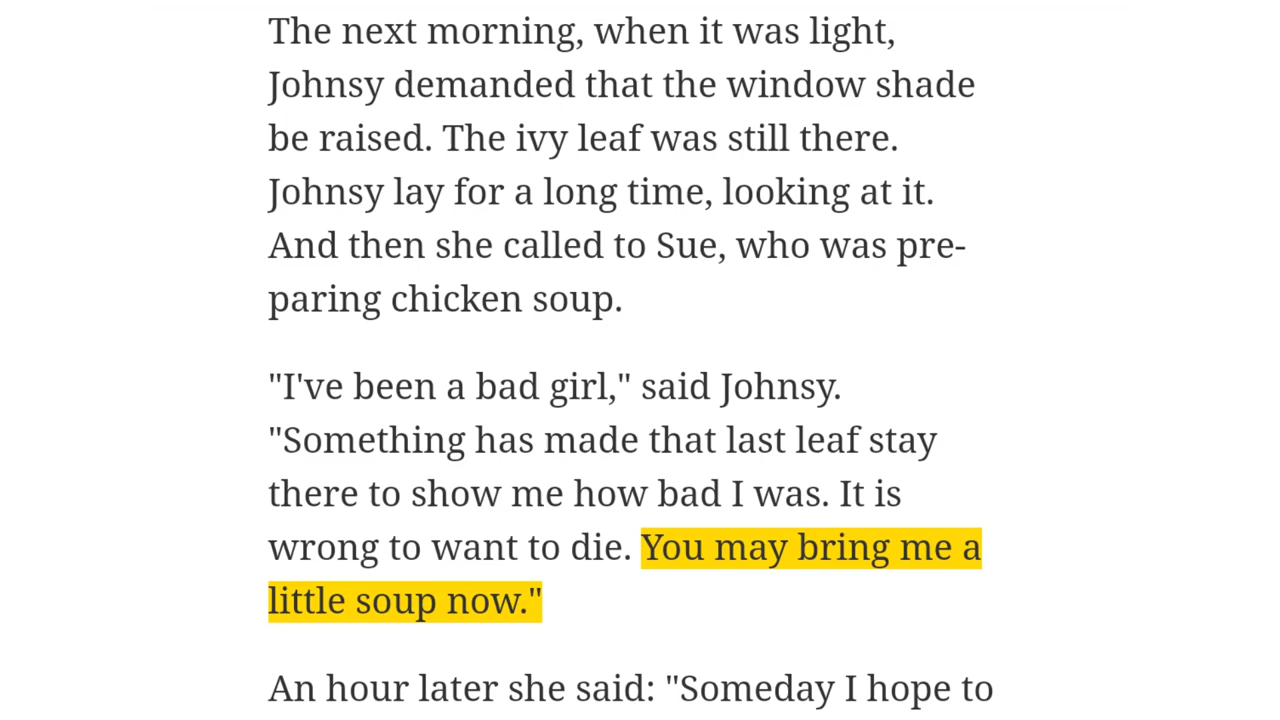 The next morning, when it was light,
Johnsy demanded that the window shade
be raised. The ivy leaf was still there.
Johnsy lay for a long time, looking at it.
And then she called to Sue, who was pre-
paring chicken soup.
"I've been a bad girl," said Johnsy.
"Something has made that last leaf stay
there to show me how bad I was. It is
wrong to want to die. You may bring me a
little soup now."
An hour later she said: "Someday I hope to